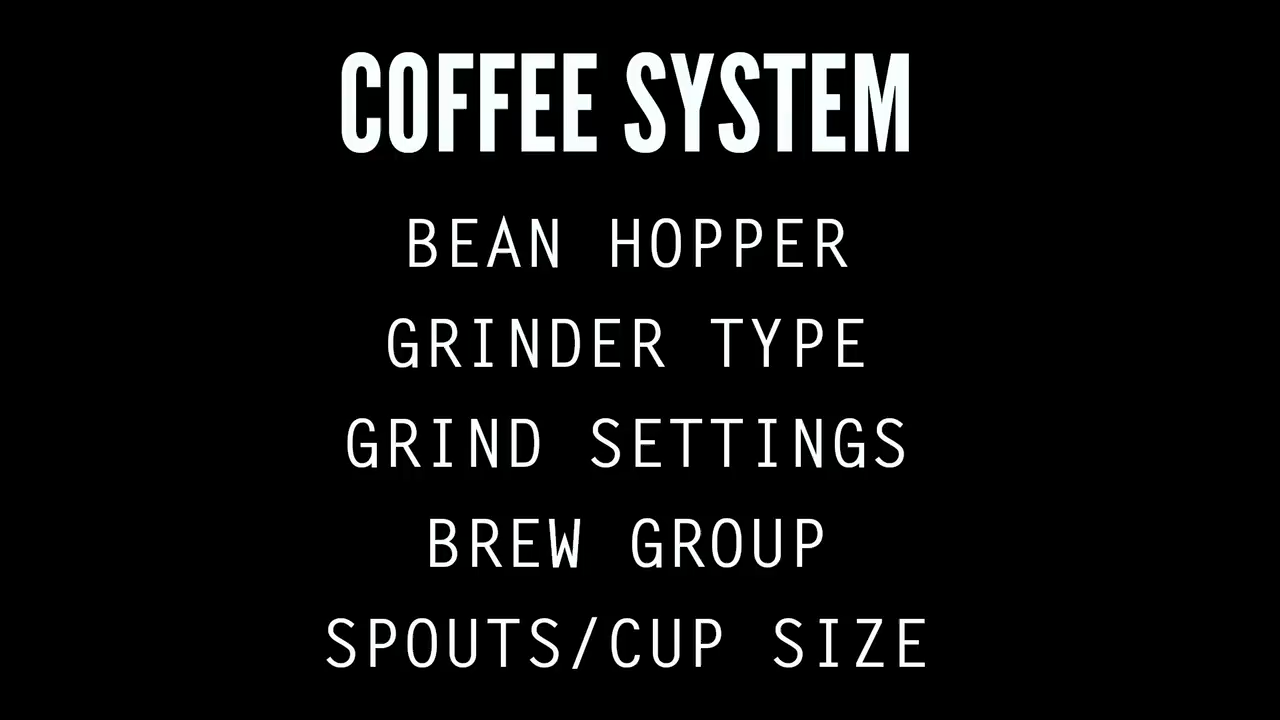 COFFEE SYSTEM
BEAN HOPPER
GRINDER TYPE
GRIND SETTINGS
BREW GROUP
SPOUTS/CUP SIZE